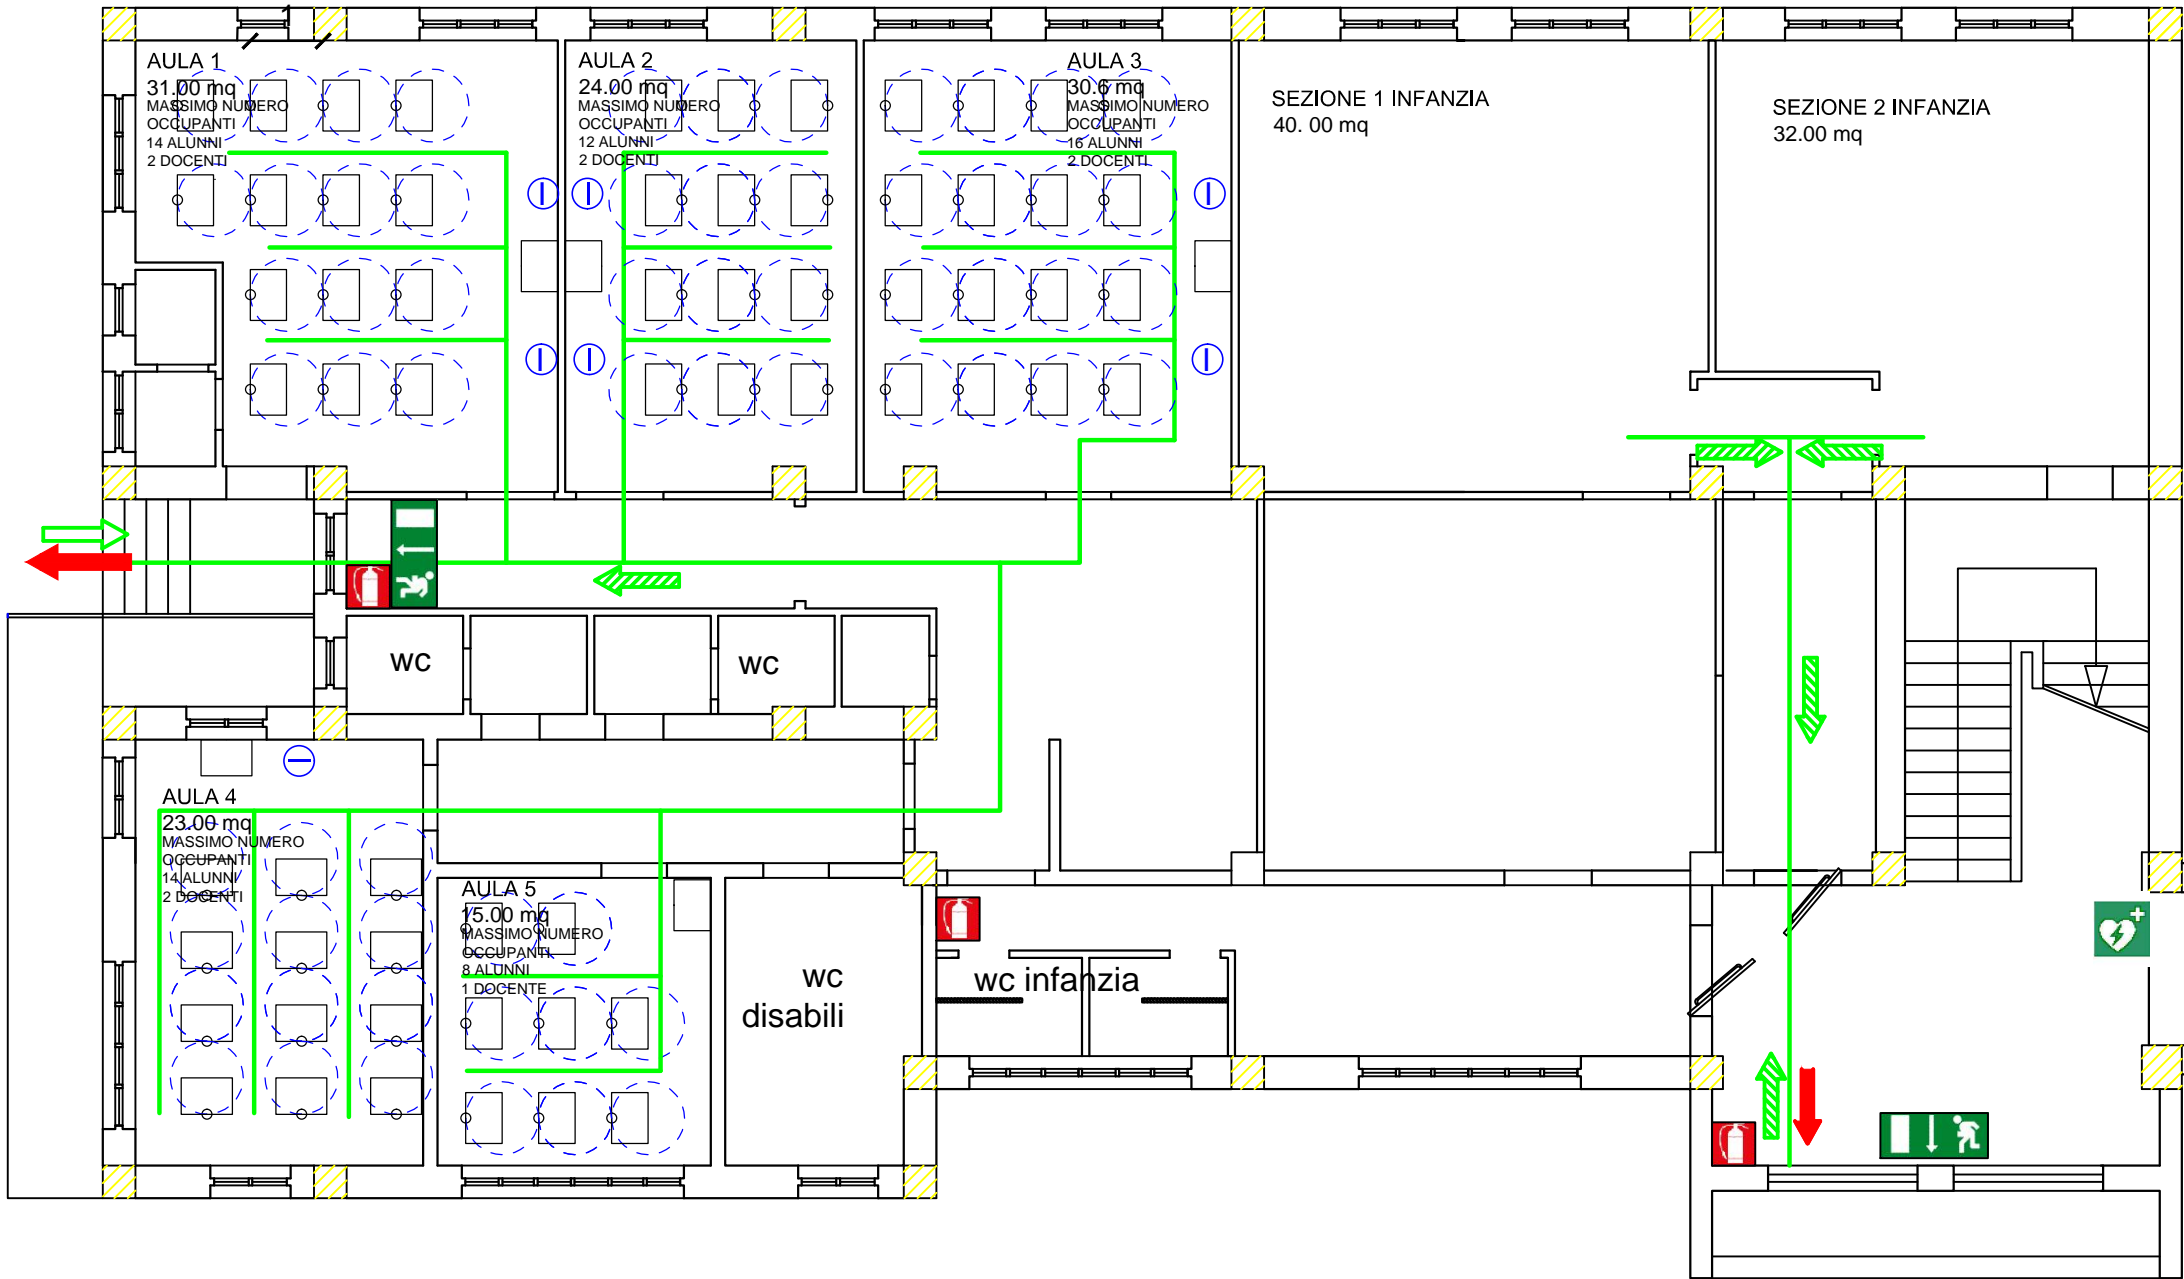 AULA 1
31.00 mq
MASSIMO NUMERO
OCCUPANTI
14 ALUNNI
2 DOCENTI
AULA 2
24.00 mq
MASSIMO NUMERO
OCCUPANTI
12 ALUNNI
2 DOCENTI
AULA 3
30.6 mq
MASSIMO NUMERO
OCCUPANTI
16 ALUNNI
2 DOCENTI
SEZIONE 1 INFANZIA
40. 00 mq
SEZIONE 2 INFANZIA
32.00 mq
wc
wc
AULA 4
23.00 mq
MASSIMO NUMERO
OCCUPANTI
14 ALUNNI
2 DOCENTI
AULA 5
15.00 mq
MASSIMO NUMERO
OCCUPANTI
8 ALUNNI
1 DOCENTE
wc
disabili
wc infanzia